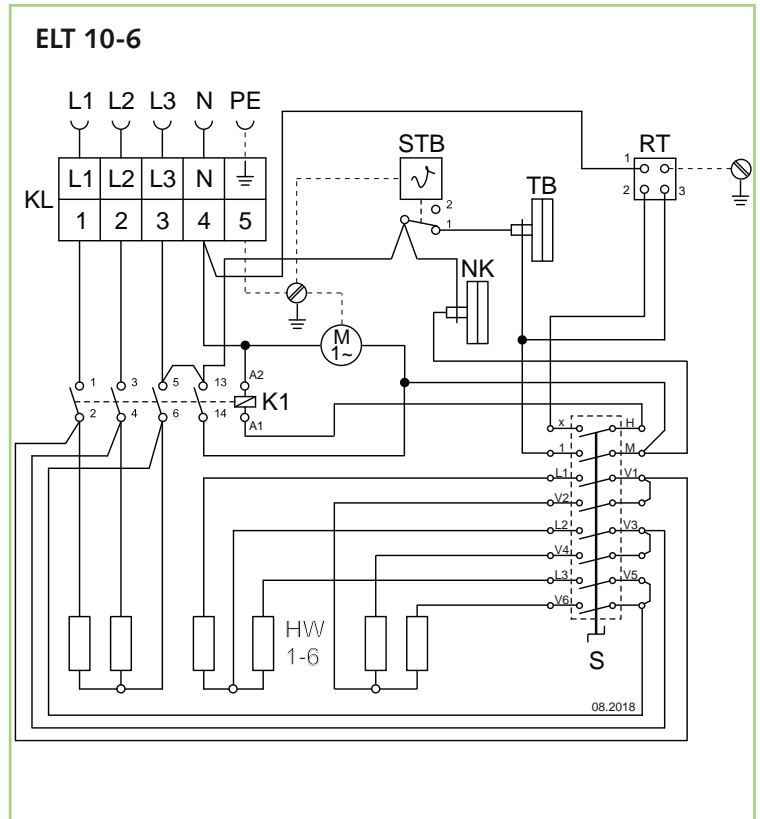 ELT 10-6
L1 L2 L3 N PE
STB
RT
L1 L2 L3 N
KL
1 2 3 4 5
1
2 3
2
1
TB
NK
M
1~
1 3 5 13 A2
K1
2 4 6 14 A1
x H
1 M
L1 V1
V2
L2 V3
V4
L3 V5
V6
HW
1-6
S
08.2018